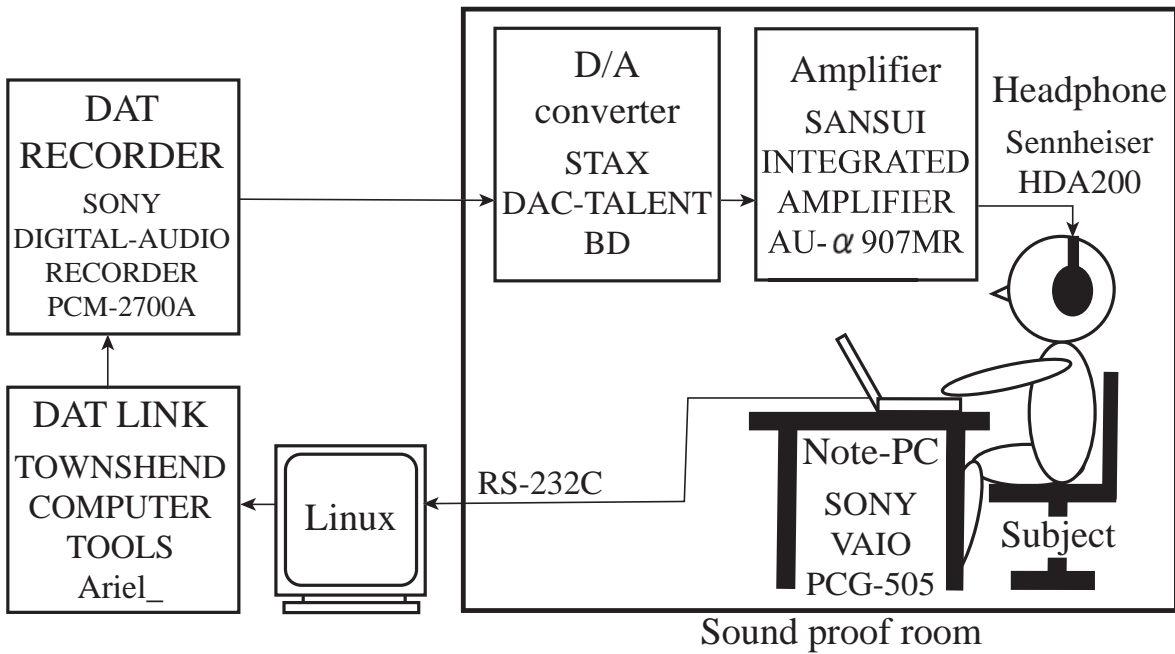 DAT
RECORDER
SONY
DIGITAL-AUDIO
RECORDER
PCM-2700A
D/A
converter
STAX
DAC-TALENT
BD
Amplifier
SANSUI
INTEGRATED
AMPLIFIER
AU-α907MR
Headphone
Sennheiser
HDA200
DAT LINK
TOWNSHEND
COMPUTER
TOOLS
Ariel_
Linux
RS-232C
Note-PC
SONY
VAIO
PCG-505
Subject
Sound proof room